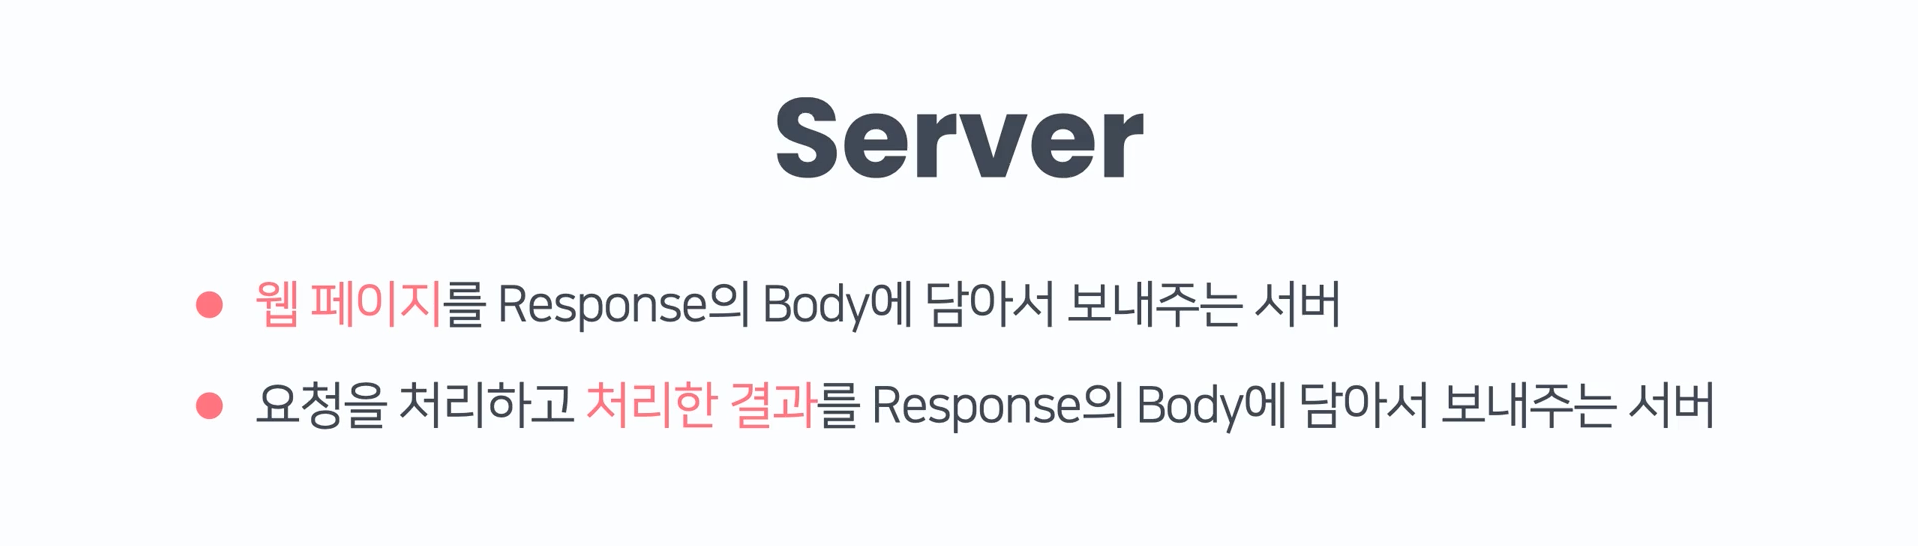 Server
웹 페이지를 Response의 Body에 담아서 보내주는 서버
요청을 처리하고 처리한 결과를 Response의 Body에 담아서 보내주는 서버